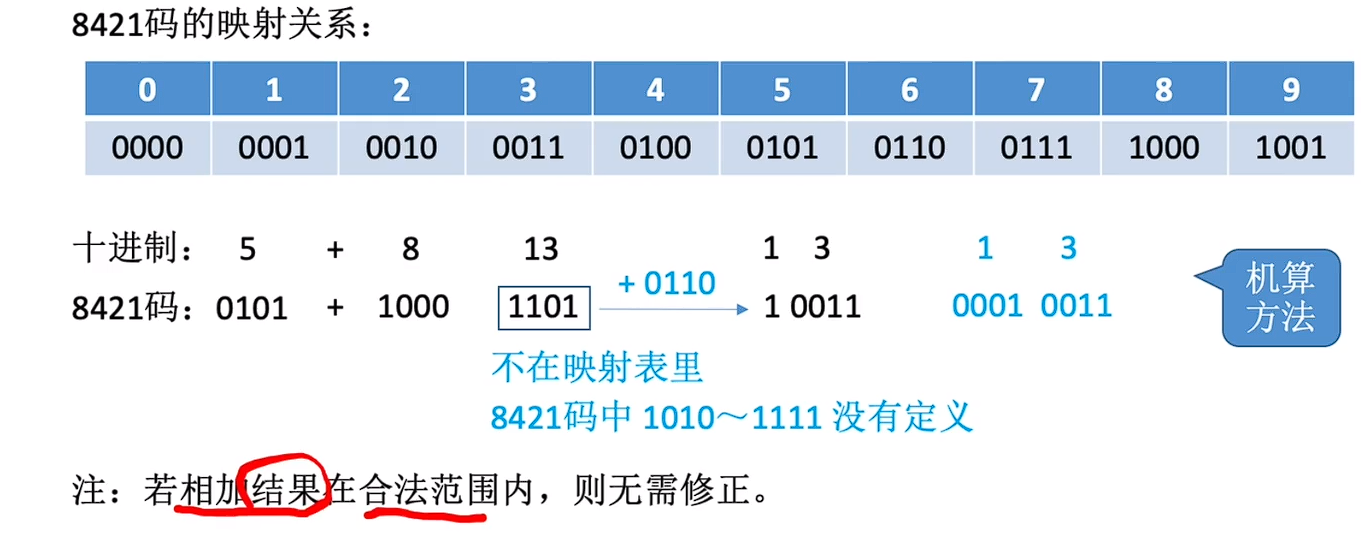 8421码的映射关系：
0 1 2 3 4 5 6 7 8 9
0000 0001 0010 0011 0100 0101 0110 0111 1000 1001
十进制： 5 + 8 13 1 3 1 3
+ 0110
8421码：0101 + 1000 1101 1 0011 0001 0011
机算
方法
不在映射表里
8421码中 1010～1111 没有定义
注：若相加结果在合法范围内，则无需修正。